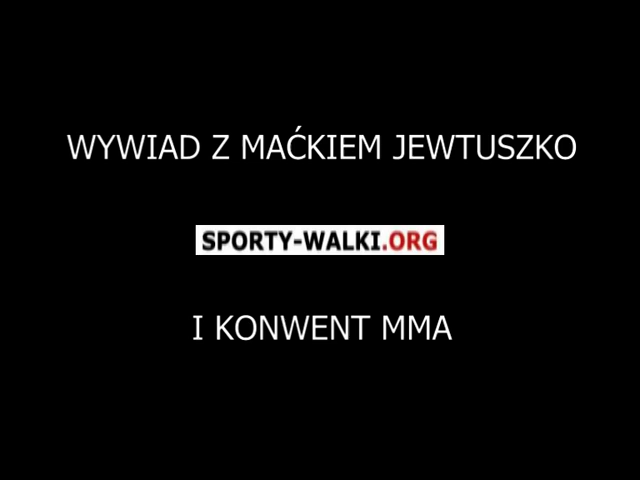 WYWIAD Z MAĆKIEM JEWTUSZKO
SPORTY-WALKI.ORG
I KONWENT MMA